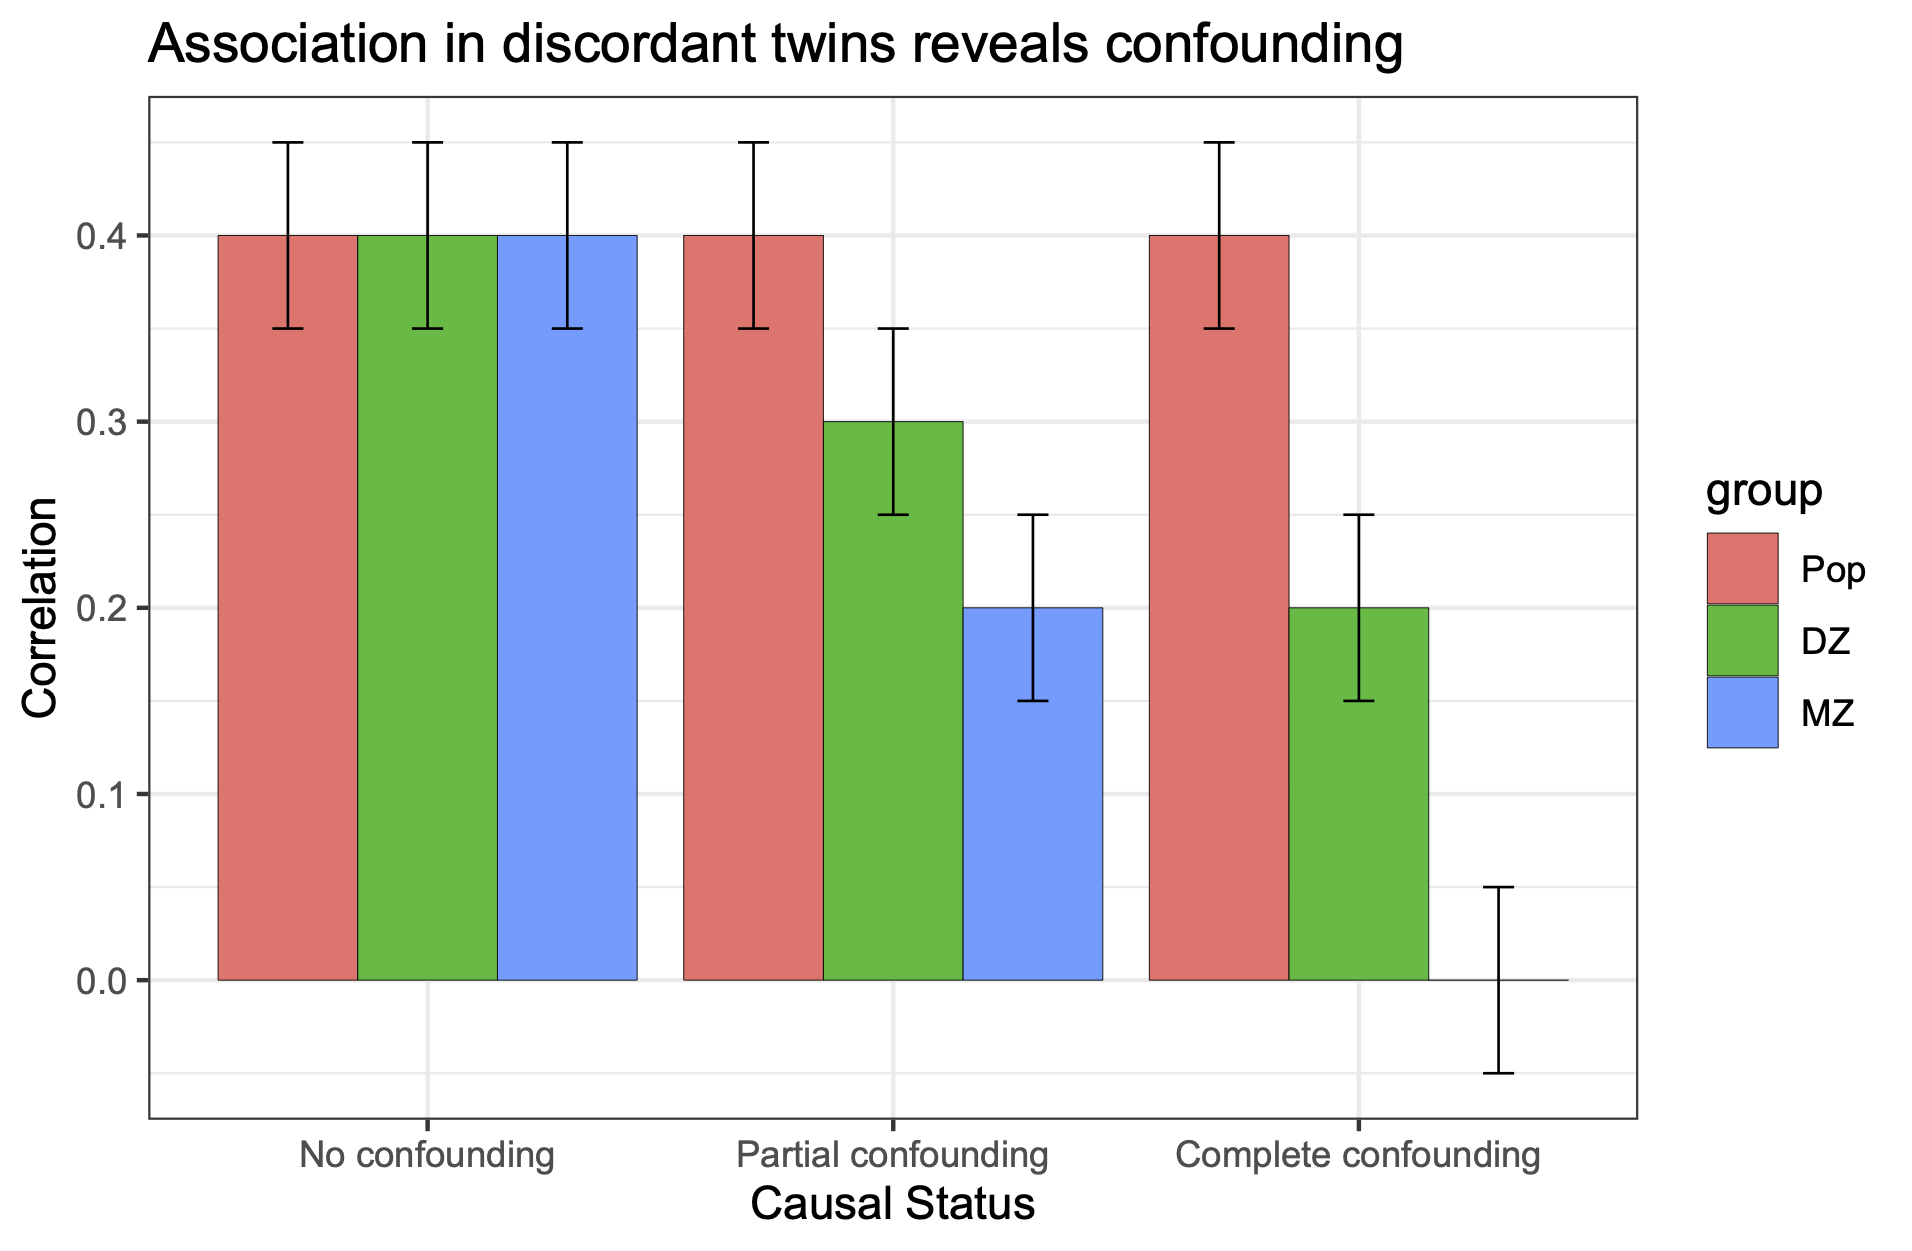 Association in discordant twins reveals confounding
Correlation
0.4
0.3
0.2
0.1
0.0
No confounding
Partial confounding
Complete confounding
Causal Status
group
Pop
DZ
MZ